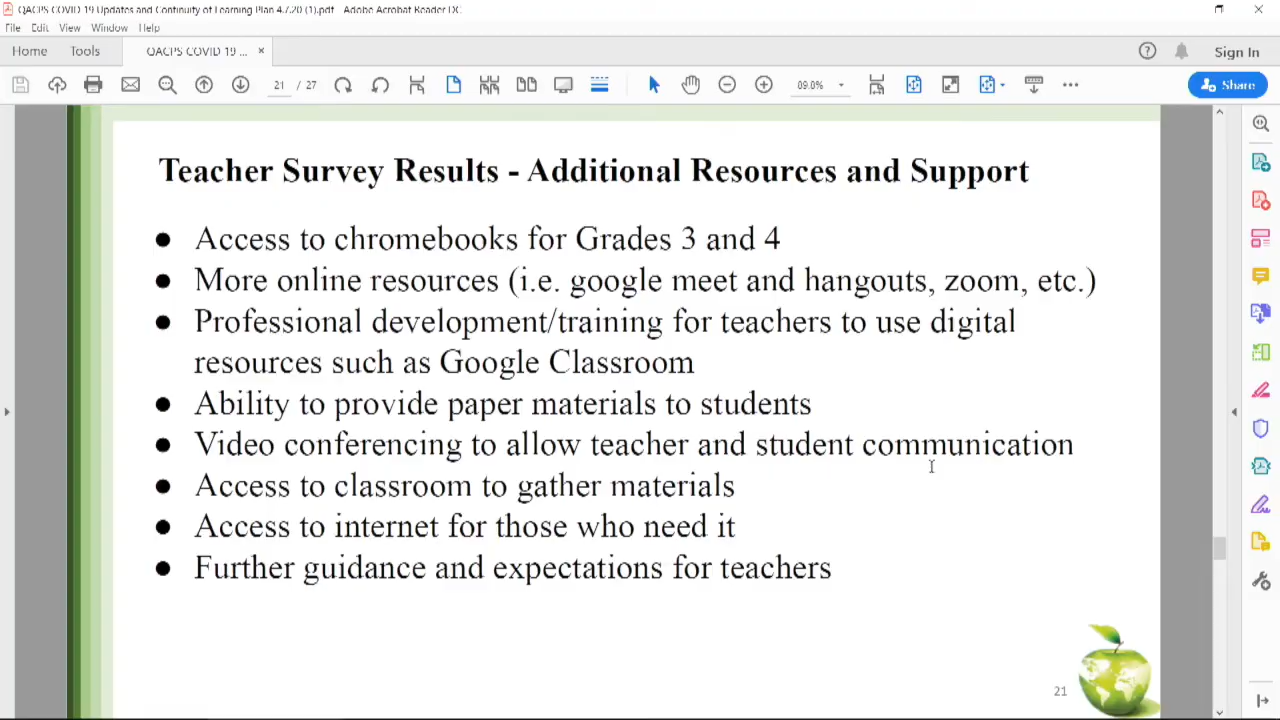 QACPS COVID 19 Updates and Continuity of Learning Plan 4.7.20 (1).pdf - Adobe Acrobat Reader DC
File Edit View Window Help
Home Tools QACPS COVID 19 ... × Sign In
21 / 27 89.8% Share
Teacher Survey Results - Additional Resources and Support
● Access to chromebooks for Grades 3 and 4
● More online resources (i.e. google meet and hangouts, zoom, etc.)
● Professional development/training for teachers to use digital
resources such as Google Classroom
● Ability to provide paper materials to students
● Video conferencing to allow teacher and student communication
● Access to classroom to gather materials
● Access to internet for those who need it
● Further guidance and expectations for teachers
21